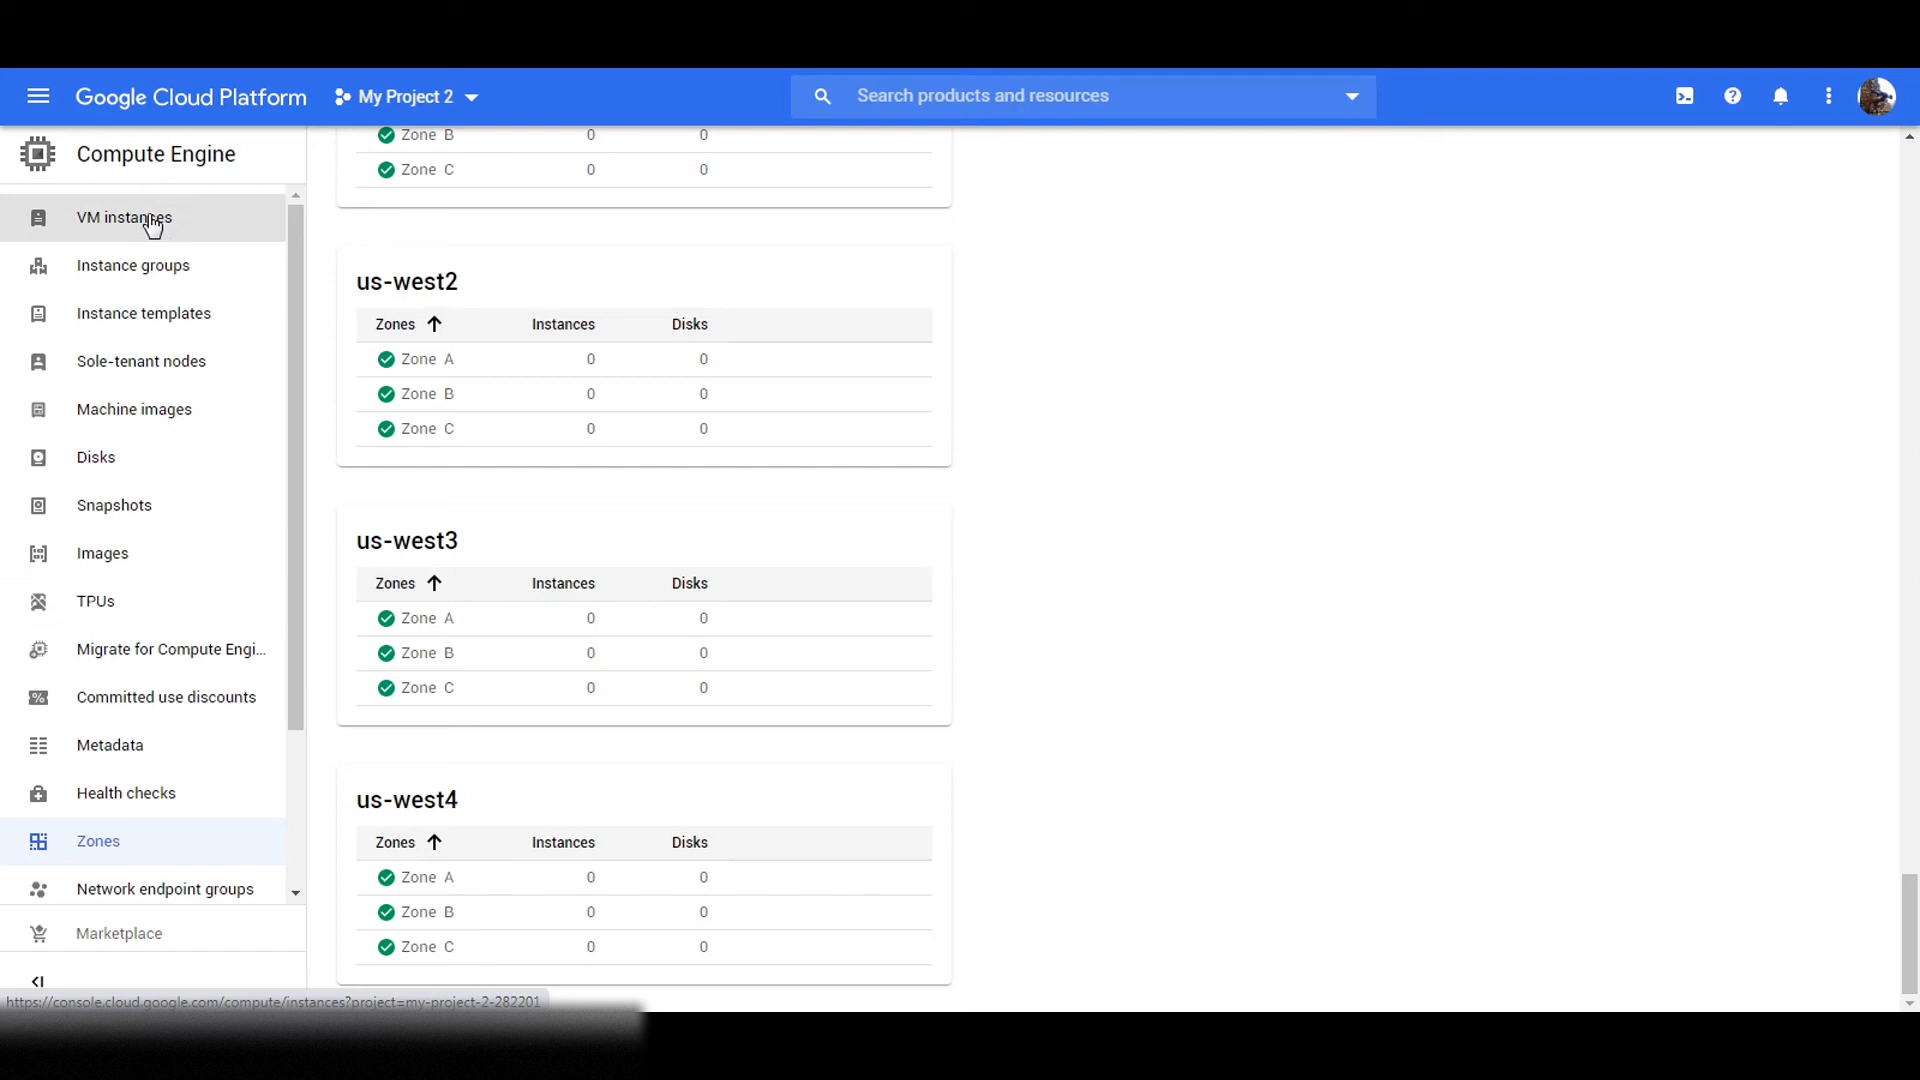 Google Cloud Platform
My Project 2
Search products and resources
Compute Engine
VM instances
Instance groups
Instance templates
Sole-tenant nodes
Machine images
Disks
Snapshots
Images
TPUs
Migrate for Compute Engi...
Committed use discounts
Metadata
Health checks
Zones
Network endpoint groups
Marketplace
Zone B 0 0
Zone C 0 0
us-west2
Zones Instances Disks
Zone A 0 0
Zone B 0 0
Zone C 0 0
us-west3
Zones Instances Disks
Zone A 0 0
Zone B 0 0
Zone C 0 0
us-west4
Zones Instances Disks
Zone A 0 0
Zone B 0 0
Zone C 0 0
https://console.cloud.google.com/compute/instances?project=my-project-2-282201